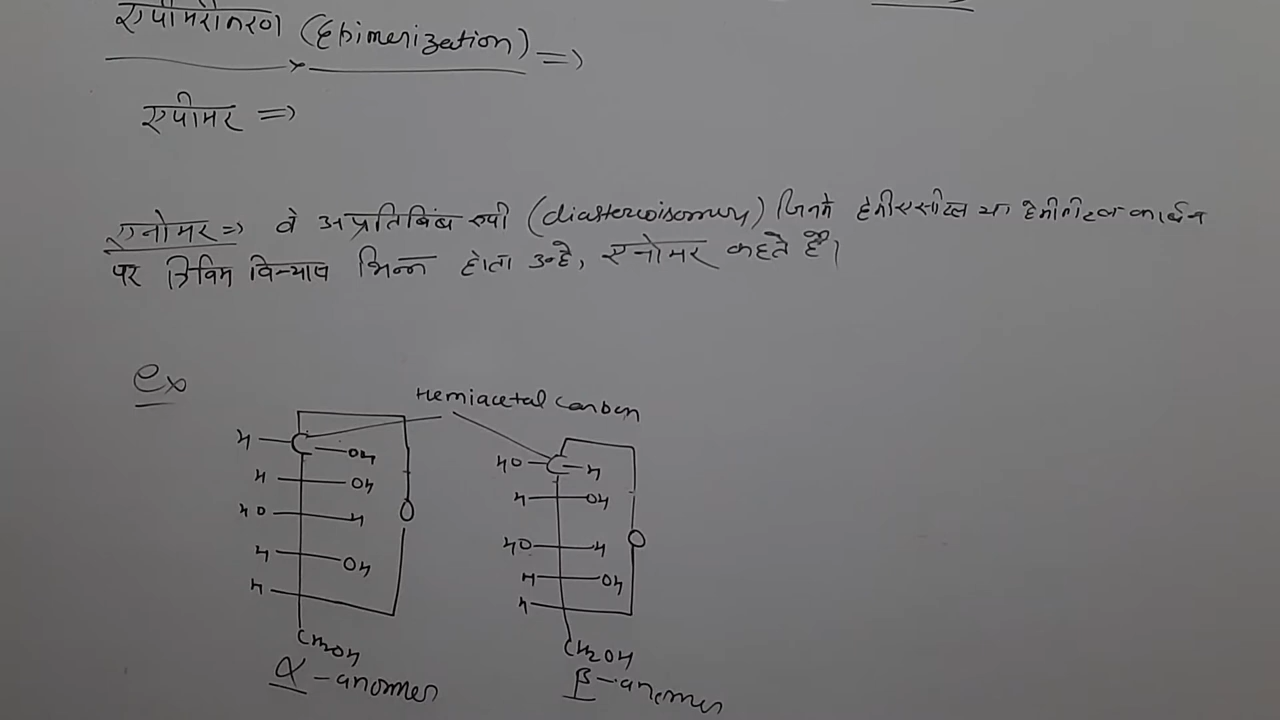 एपीमरीकरण (Epimerization) =>
एपीमर =>
एनोमर => वे अप्रतिबिंब रूपी (diastereoisomers) जिनमें हेमीएसीटल या हेमीकीटल कार्बन
पर त्रिविम विन्यास भिन्न होता उन्हे, एनोमर कहते हैं।
ex
Hemiacetal Carbon
H C OH
H OH
HO H
H OH
H
O
CH2OH
α-anomer
HO C H
H OH
HO H
H OH
H
O
CH2OH
β-anomer